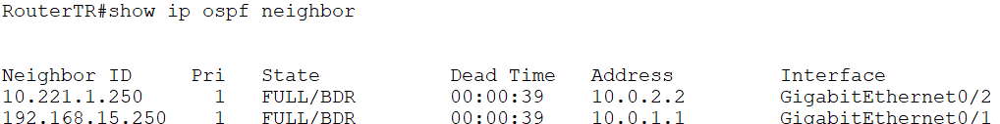 RouterTR#show ip ospf neighbor
Neighbor ID     Pri   State           Dead Time   Address         Interface
10.221.1.250      1   FULL/BDR        00:00:39    10.0.2.2        GigabitEthernet0/2
192.168.15.250    1   FULL/BDR        00:00:39    10.0.1.1        GigabitEthernet0/1